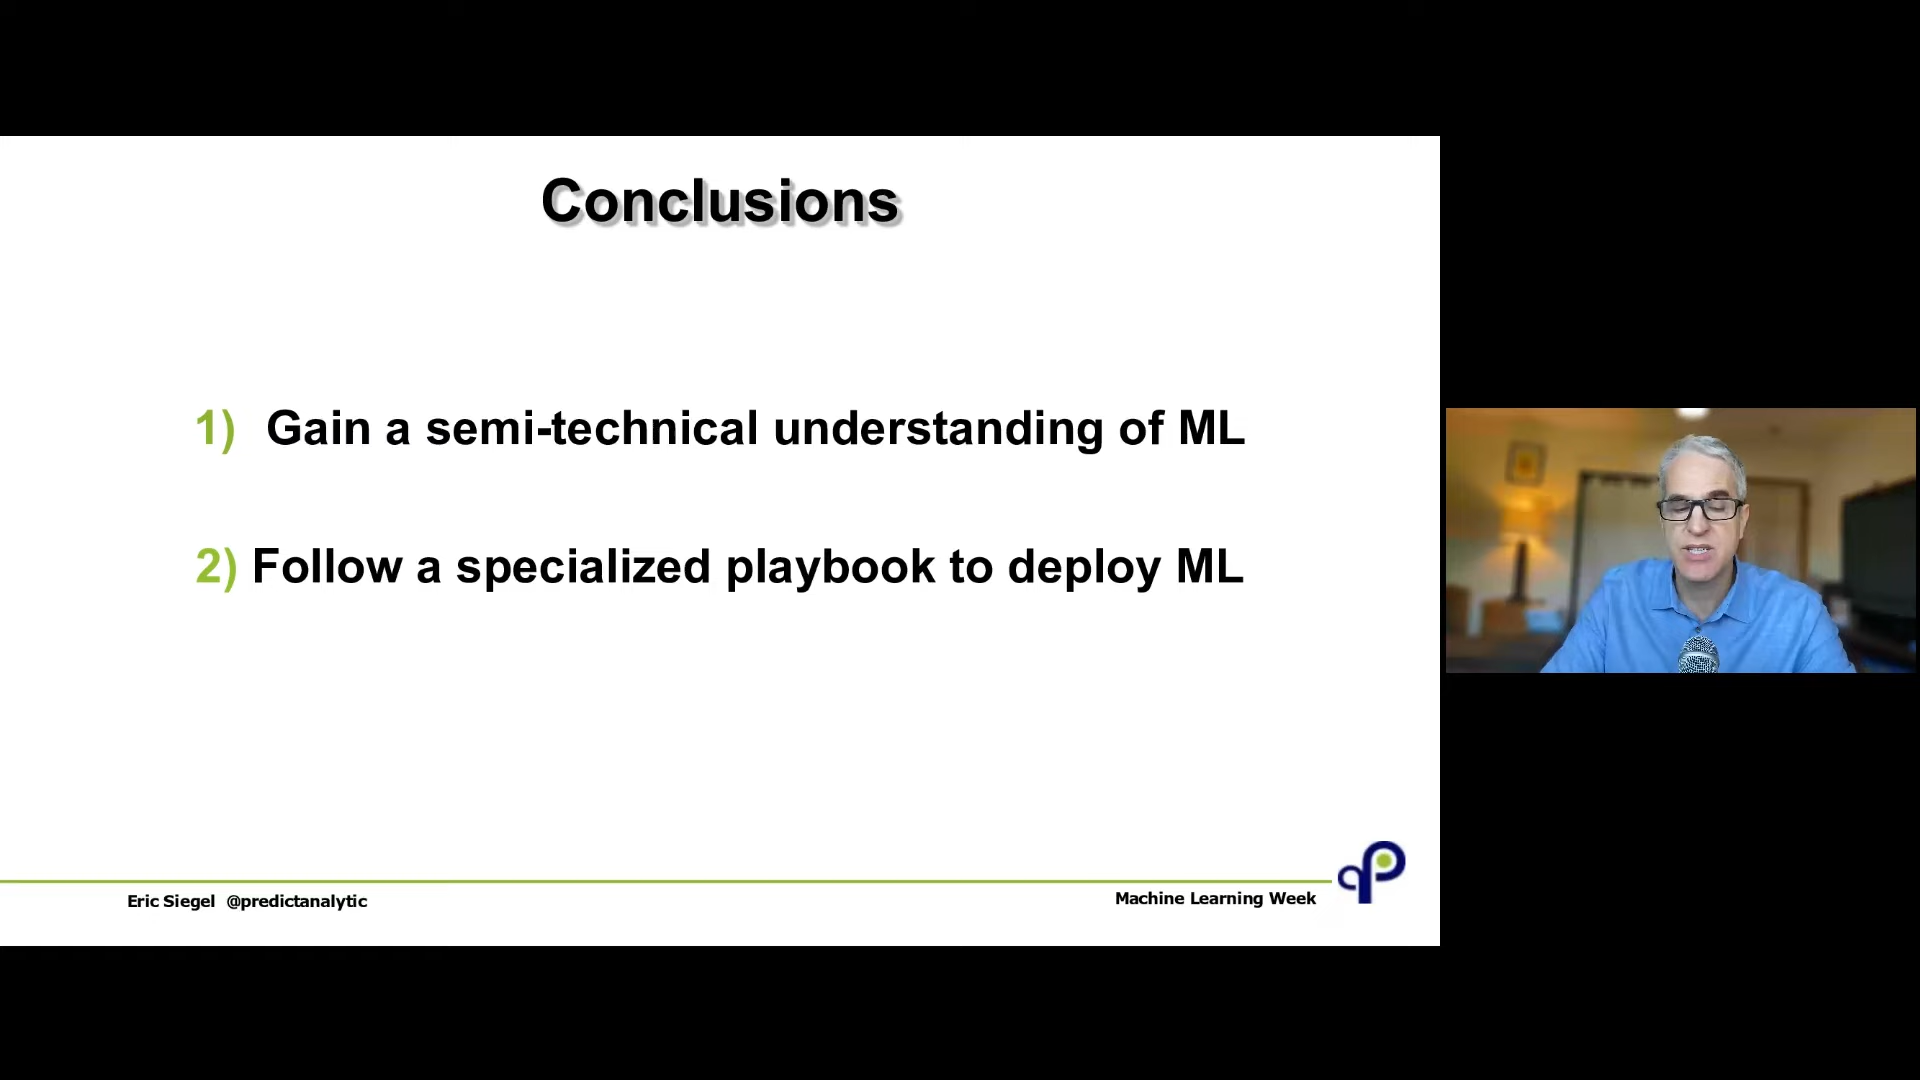 Conclusions
1) Gain a semi-technical understanding of ML
2) Follow a specialized playbook to deploy ML
Eric Siegel @predictanalytic
Machine Learning Week